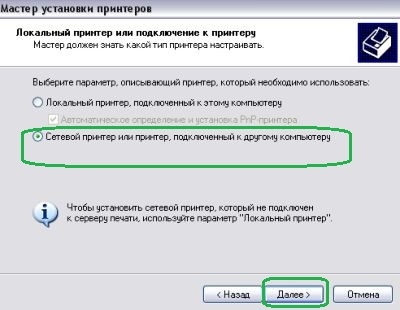 Мастер установки принтеров
Локальный принтер или подключение к принтеру
Мастер должен знать какой тип принтера настраивать.
Выберите параметр, описывающий принтер, который необходимо использовать:
Локальный принтер, подключенный к этому компьютеру
Автоматическое определение и установка PnP-принтера
Сетевой принтер или принтер, подключенный к другому компьютеру
Чтобы установить сетевой принтер, который не подключен
к серверу печати, используйте параметр "Локальный принтер".
< Назад
Далее >
Отмена